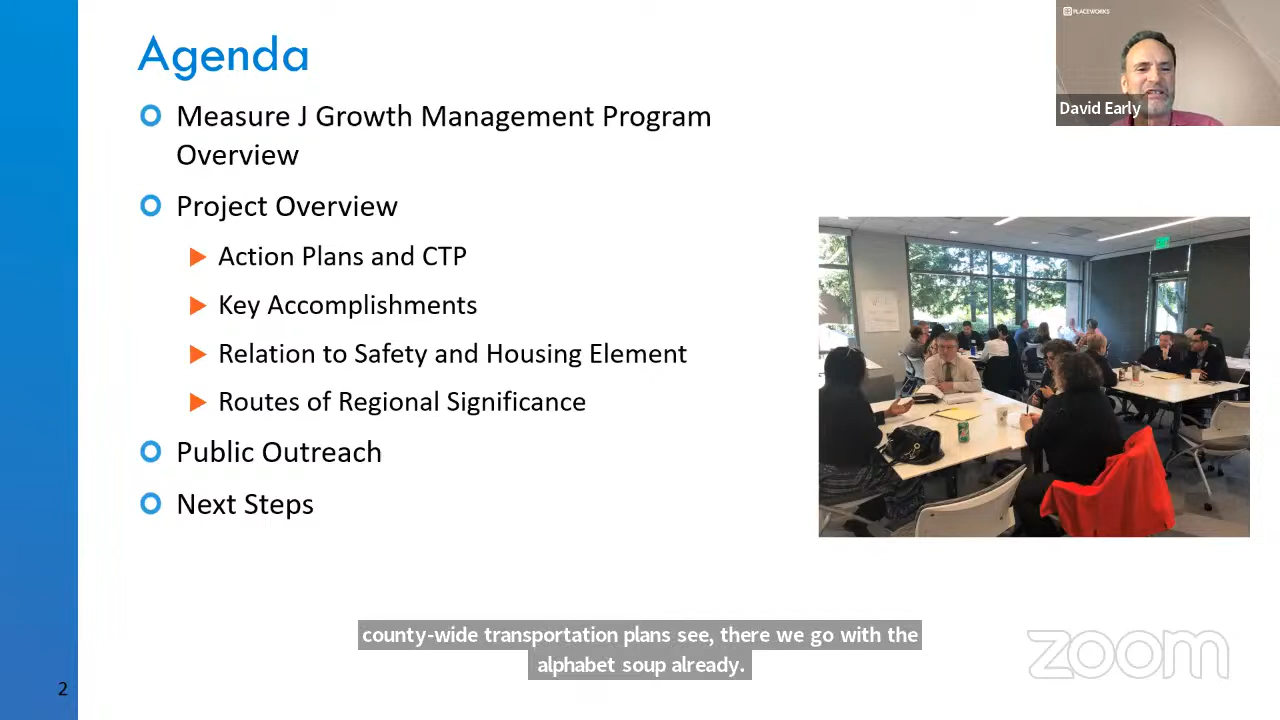 Agenda
Measure J Growth Management Program
Overview
Project Overview
Action Plans and CTP
Key Accomplishments
Relation to Safety and Housing Element
Routes of Regional Significance
Public Outreach
Next Steps
2
PLACEWORKS
David Early
county-wide transportation plans see, there we go with the
alphabet soup already.
zoom